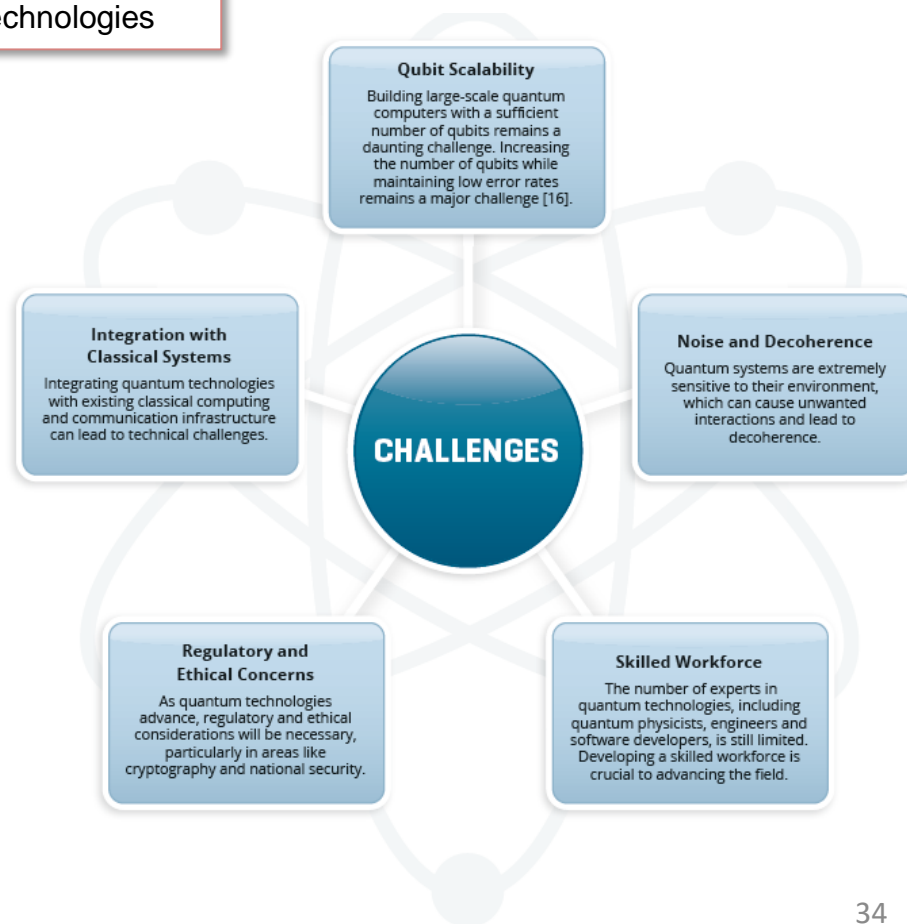 echnologies
Qubit Scalability
Building large-scale quantum
computers with a sufficient
number of qubits remains a
daunting challenge. Increasing
the number of qubits while
maintaining low error rates
remains a major challenge [16].
Integration with
Classical Systems
Integrating quantum technologies
with existing classical computing
and communication infrastructure
can lead to technical challenges.
Noise and Decoherence
Quantum systems are extremely
sensitive to their environment,
which can cause unwanted
interactions and lead to
decoherence.
CHALLENGES
Regulatory and
Ethical Concerns
As quantum technologies
advance, regulatory and ethical
considerations will be necessary,
particularly in areas like
cryptography and national security.
Skilled Workforce
The number of experts in
quantum technologies, including
quantum physicists, engineers and
software developers, is still limited.
Developing a skilled workforce is
crucial to advancing the field.
34